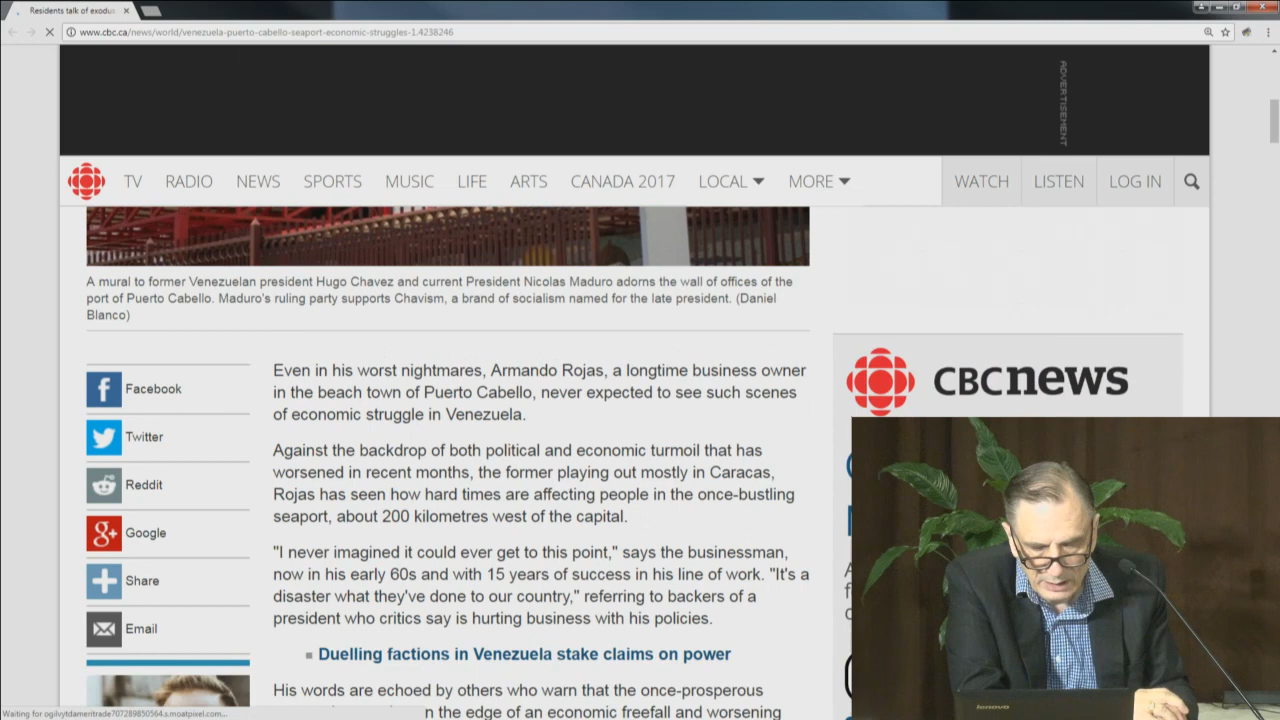 Residents talk of exodus
www.cbc.ca/news/world/venezuela-puerto-cabello-seaport-economic-struggles-1.4238246
ADVERTISEMENT
TV RADIO NEWS SPORTS MUSIC LIFE ARTS CANADA 2017 LOCAL MORE WATCH LISTEN LOG IN
A mural to former Venezuelan president Hugo Chavez and current President Nicolas Maduro adorns the wall of offices of the
port of Puerto Cabello. Maduro's ruling party supports Chavism, a brand of socialism named for the late president. (Daniel
Blanco)
Facebook
Twitter
Reddit
Google
Share
Email
Even in his worst nightmares, Armando Rojas, a longtime business owner
in the beach town of Puerto Cabello, never expected to see such scenes
of economic struggle in Venezuela.
Against the backdrop of both political and economic turmoil that has
worsened in recent months, the former playing out mostly in Caracas,
Rojas has seen how hard times are affecting people in the once-bustling
seaport, about 200 kilometres west of the capital.
"I never imagined it could ever get to this point," says the businessman,
now in his early 60s and with 15 years of success in his line of work. "It's a
disaster what they've done to our country," referring to backers of a
president who critics say is hurting business with his policies.
Duelling factions in Venezuela stake claims on power
His words are echoed by others who warn that the once-prosperous
n the edge of an economic freefall and worsening
CBCnews
Waiting for ogilvytdameritrade707289850564.s.moatpixel.com...